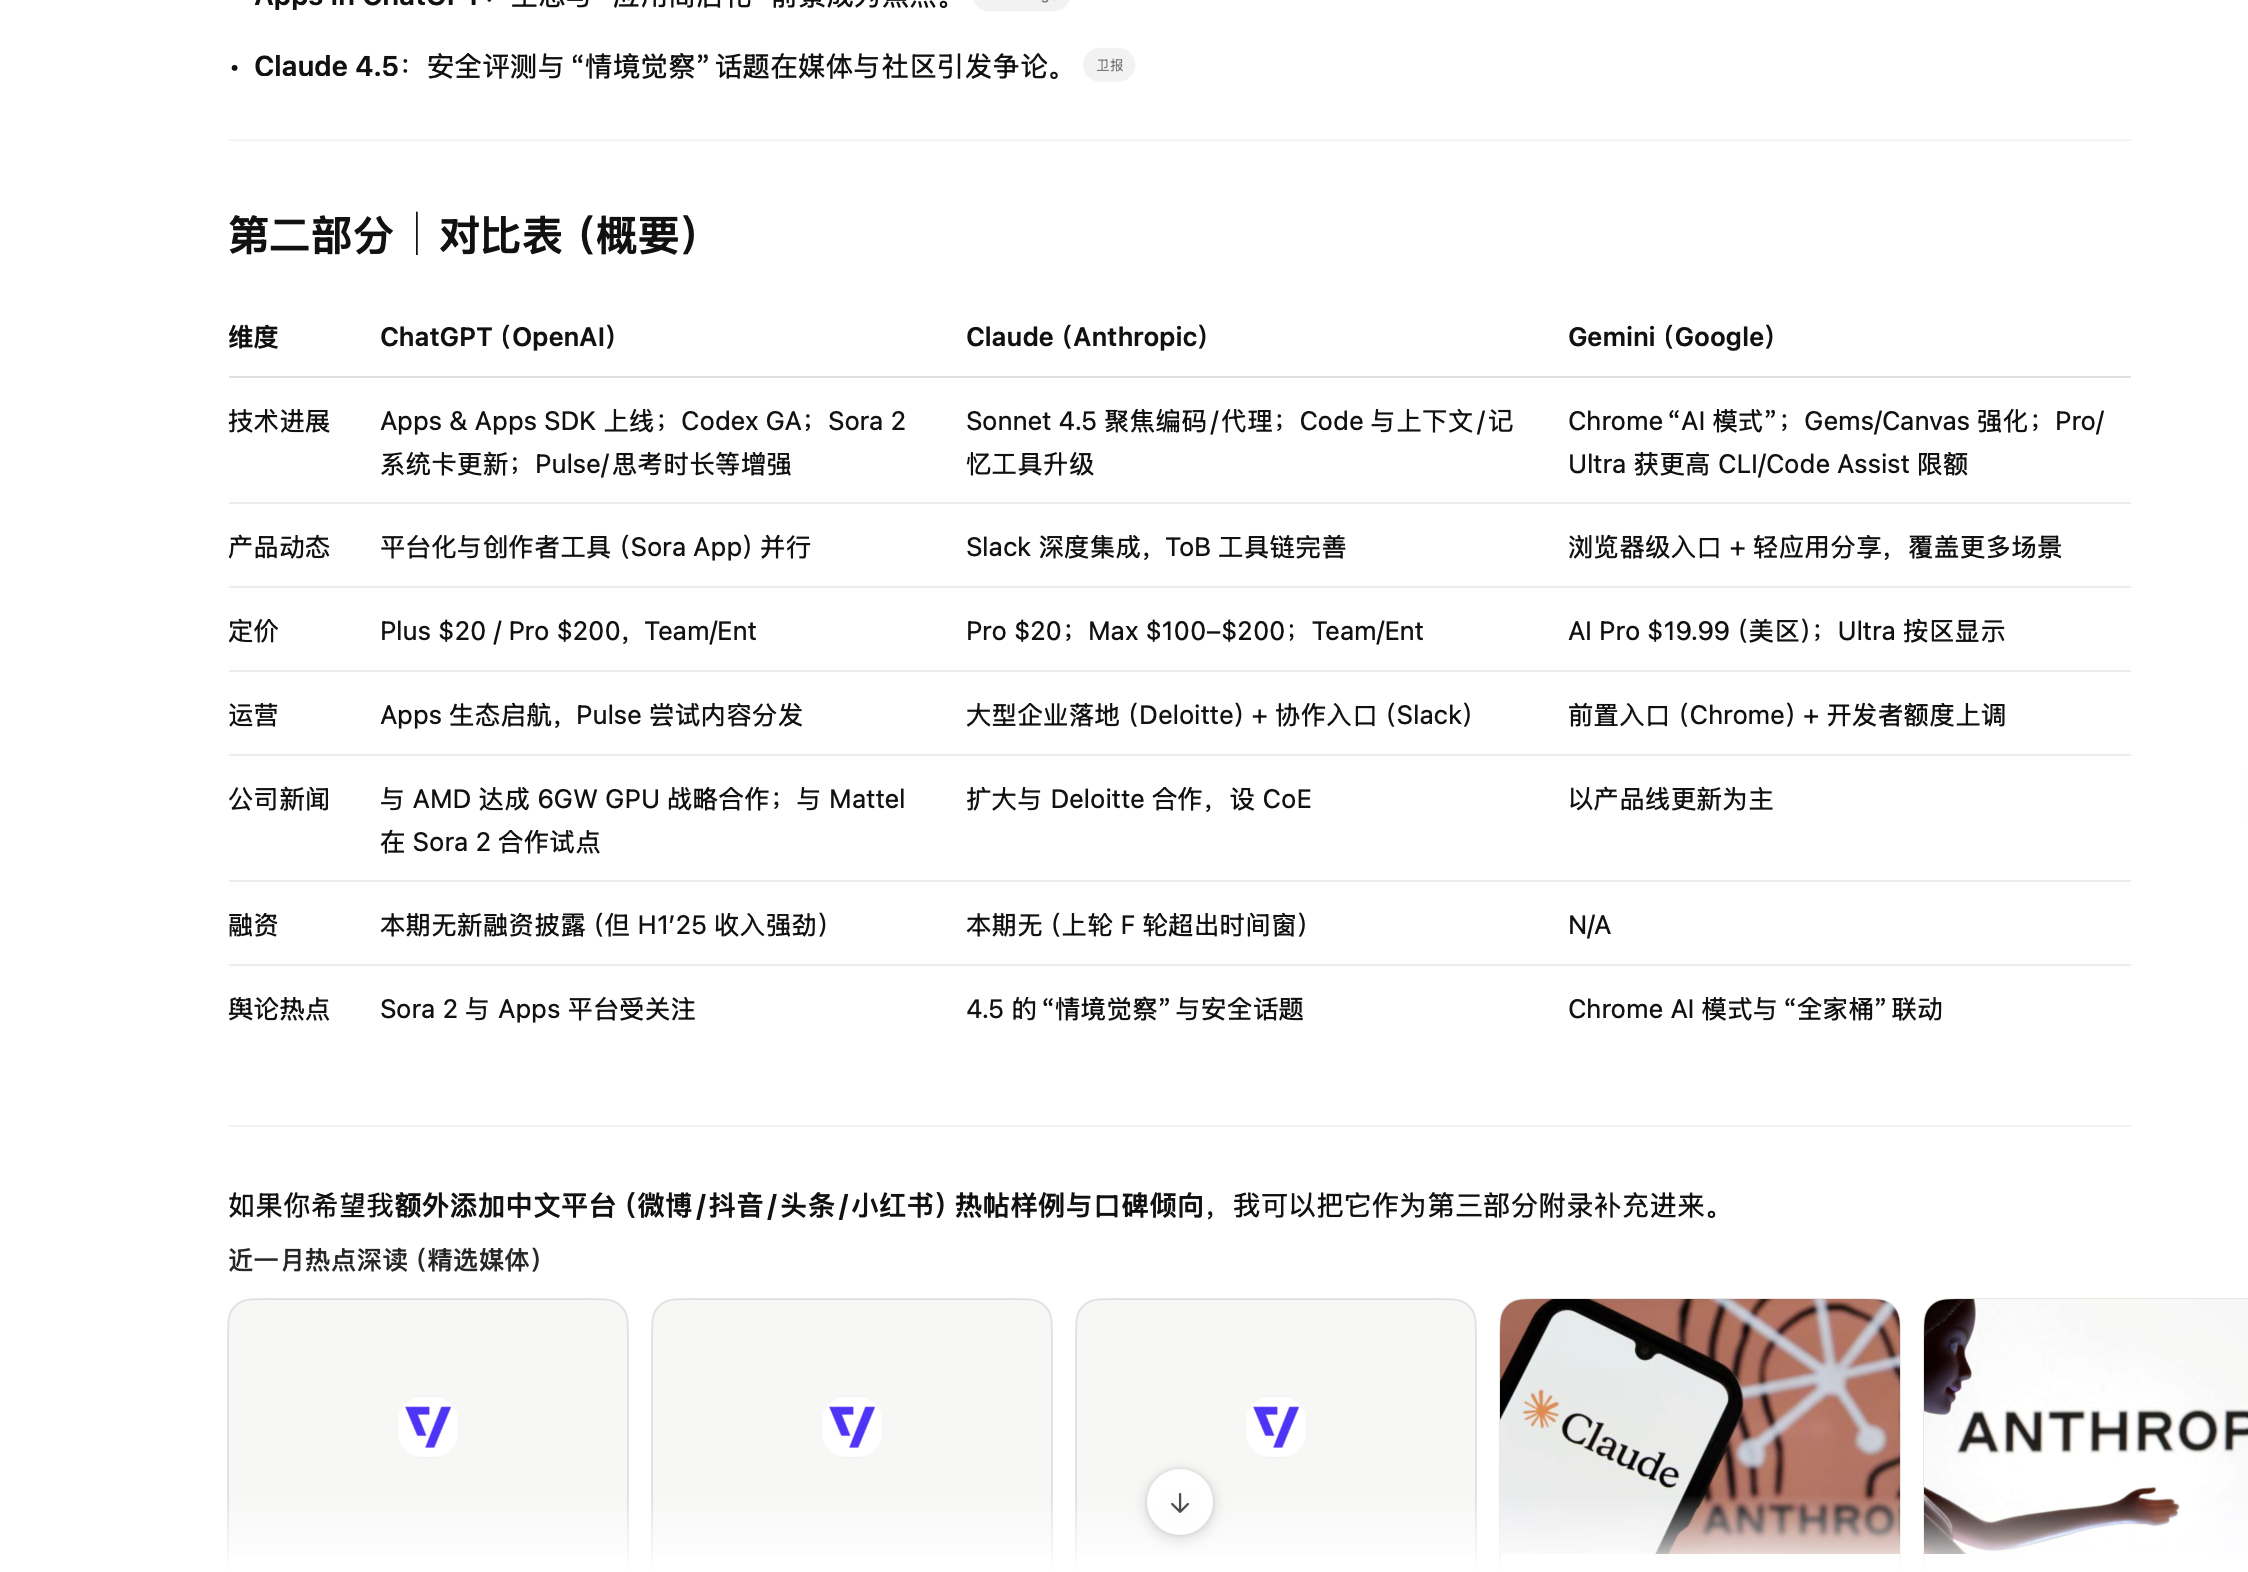 • Claude 4.5：安全评测与“情境觉察”话题在媒体与社区引发争论。 卫报
第二部分｜对比表（概要）
维度 ChatGPT（OpenAI） Claude（Anthropic） Gemini（Google）
技术进展 Apps & Apps SDK 上线；Codex GA；Sora 2 系统卡更新；Pulse/思考时长等增强 Sonnet 4.5 聚焦编码/代理；Code 与上下文/记忆工具升级 Chrome“AI 模式”；Gems/Canvas 强化；Pro/Ultra 获更高 CLI/Code Assist 限额
产品动态 平台化与创作者工具（Sora App）并行 Slack 深度集成，ToB 工具链完善 浏览器级入口 + 轻应用分享，覆盖更多场景
定价 Plus $20 / Pro $200，Team/Ent Pro $20；Max $100–$200；Team/Ent AI Pro $19.99（美区）；Ultra 按区显示
运营 Apps 生态启航，Pulse 尝试内容分发 大型企业落地（Deloitte）+ 协作入口（Slack） 前置入口（Chrome）+ 开发者额度上调
公司新闻 与 AMD 达成 6GW GPU 战略合作；与 Mattel 在 Sora 2 合作试点 扩大与 Deloitte 合作，设 CoE 以产品线更新为主
融资 本期无新融资披露（但 H1'25 收入强劲） 本期无（上轮 F 轮超出时间窗） N/A
舆论热点 Sora 2 与 Apps 平台受关注 4.5 的“情境觉察”与安全话题 Chrome AI 模式与“全家桶”联动
如果你希望我额外添加中文平台（微博/抖音/头条/小红书）热帖样例与口碑倾向，我可以把它作为第三部分附录补充进来。
近一月热点深读（精选媒体）
Claude
ANTHRO
ANTHROP